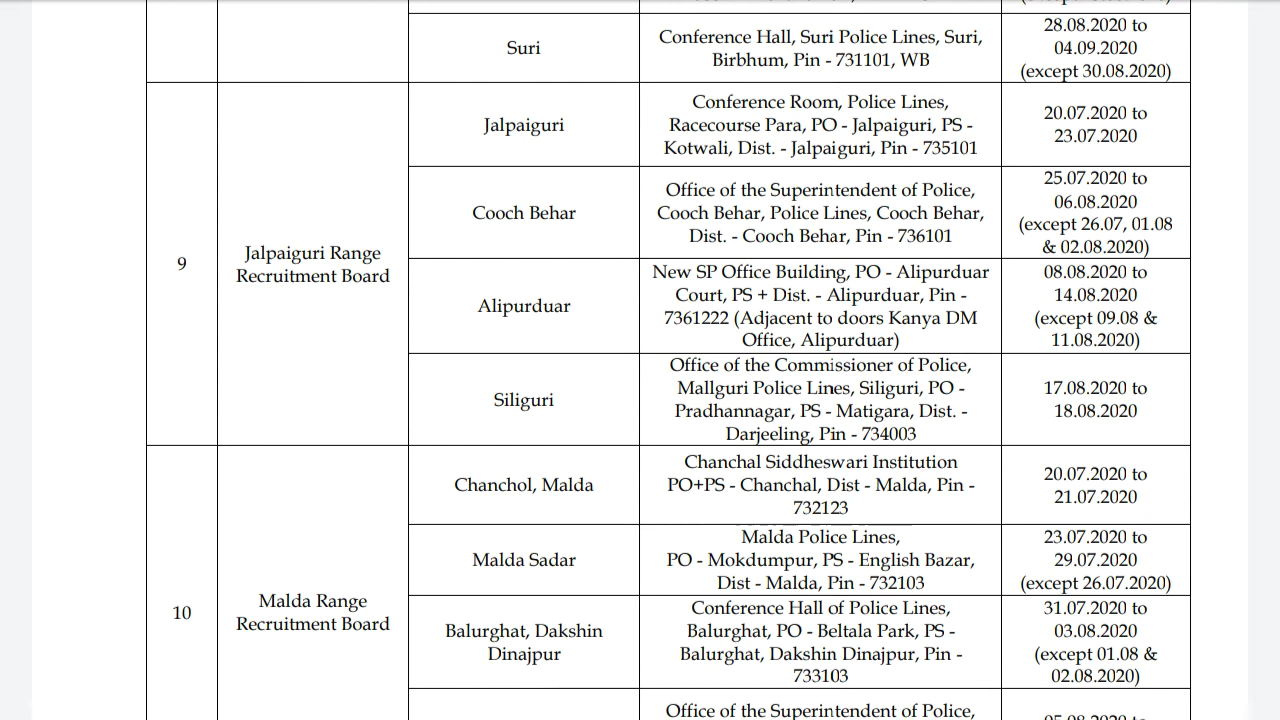 Suri
Conference Hall, Suri Police Lines, Suri,
Birbhum, Pin - 731101, WB
28.08.2020 to
04.09.2020
(except 30.08.2020)
9
Jalpaiguri Range
Recruitment Board
Jalpaiguri
Conference Room, Police Lines,
Racecourse Para, PO - Jalpaiguri, PS -
Kotwali, Dist. - Jalpaiguri, Pin - 735101
20.07.2020 to
23.07.2020
Cooch Behar
Office of the Superintendent of Police,
Cooch Behar, Police Lines, Cooch Behar,
Dist. - Cooch Behar, Pin - 736101
25.07.2020 to
06.08.2020
(except 26.07, 01.08
& 02.08.2020)
Alipurduar
New SP Office Building, PO - Alipurduar
Court, PS + Dist. - Alipurduar, Pin -
7361222 (Adjacent to doors Kanya DM
Office, Alipurduar)
08.08.2020 to
14.08.2020
(except 09.08 &
11.08.2020)
Siliguri
Office of the Commissioner of Police,
Mallguri Police Lines, Siliguri, PO -
Pradhannagar, PS - Matigara, Dist. -
Darjeeling, Pin - 734003
17.08.2020 to
18.08.2020
10
Malda Range
Recruitment Board
Chanchol, Malda
Chanchal Siddheswari Institution
PO+PS - Chanchal, Dist - Malda, Pin -
732123
20.07.2020 to
21.07.2020
Malda Sadar
Malda Police Lines,
PO - Mokdumpur, PS - English Bazar,
Dist - Malda, Pin - 732103
23.07.2020 to
29.07.2020
(except 26.07.2020)
Balurghat, Dakshin
Dinajpur
Conference Hall of Police Lines,
Balurghat, PO - Beltala Park, PS -
Balurghat, Dakshin Dinajpur, Pin -
733103
31.07.2020 to
03.08.2020
(except 01.08 &
02.08.2020)
Office of the Superintendent of Police,